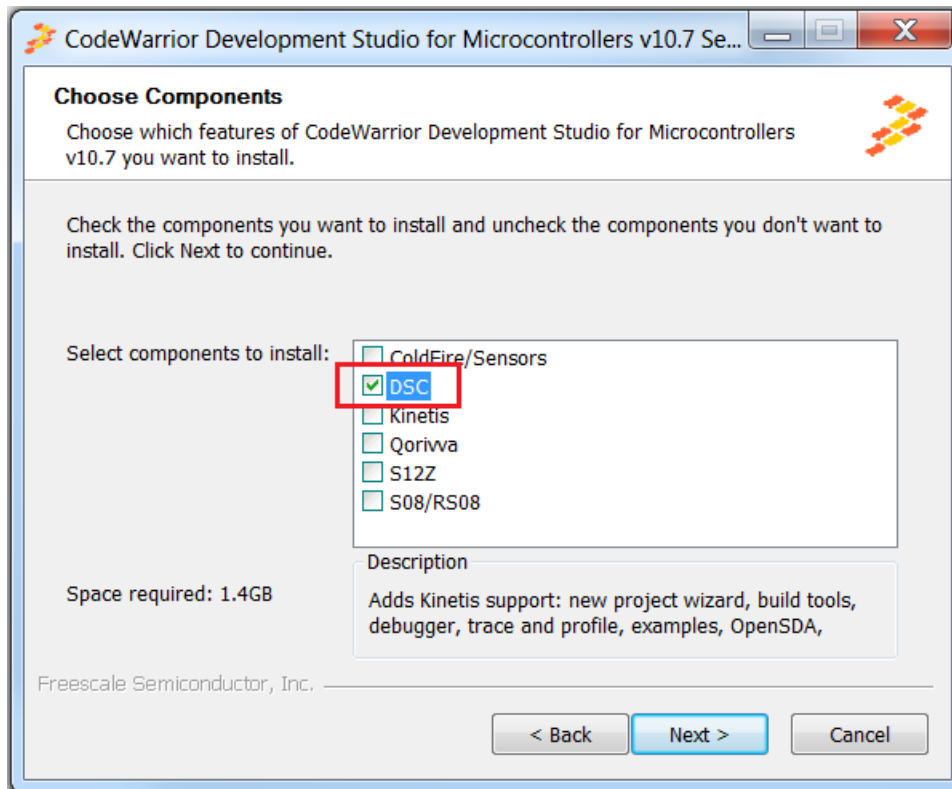 CodeWarrior Development Studio for Microcontrollers v10.7 Se...
Choose Components
Choose which features of CodeWarrior Development Studio for Microcontrollers
v10.7 you want to install.
Check the components you want to install and uncheck the components you don't want to
install. Click Next to continue.
Select components to install:
ColdFire/Sensors
DSC
Kinetis
Qorivva
S12Z
S08/RS08
Space required: 1.4GB
Description
Adds Kinetis support: new project wizard, build tools,
debugger, trace and profile, examples, OpenSDA,
Freescale Semiconductor, Inc.
< Back
Next >
Cancel